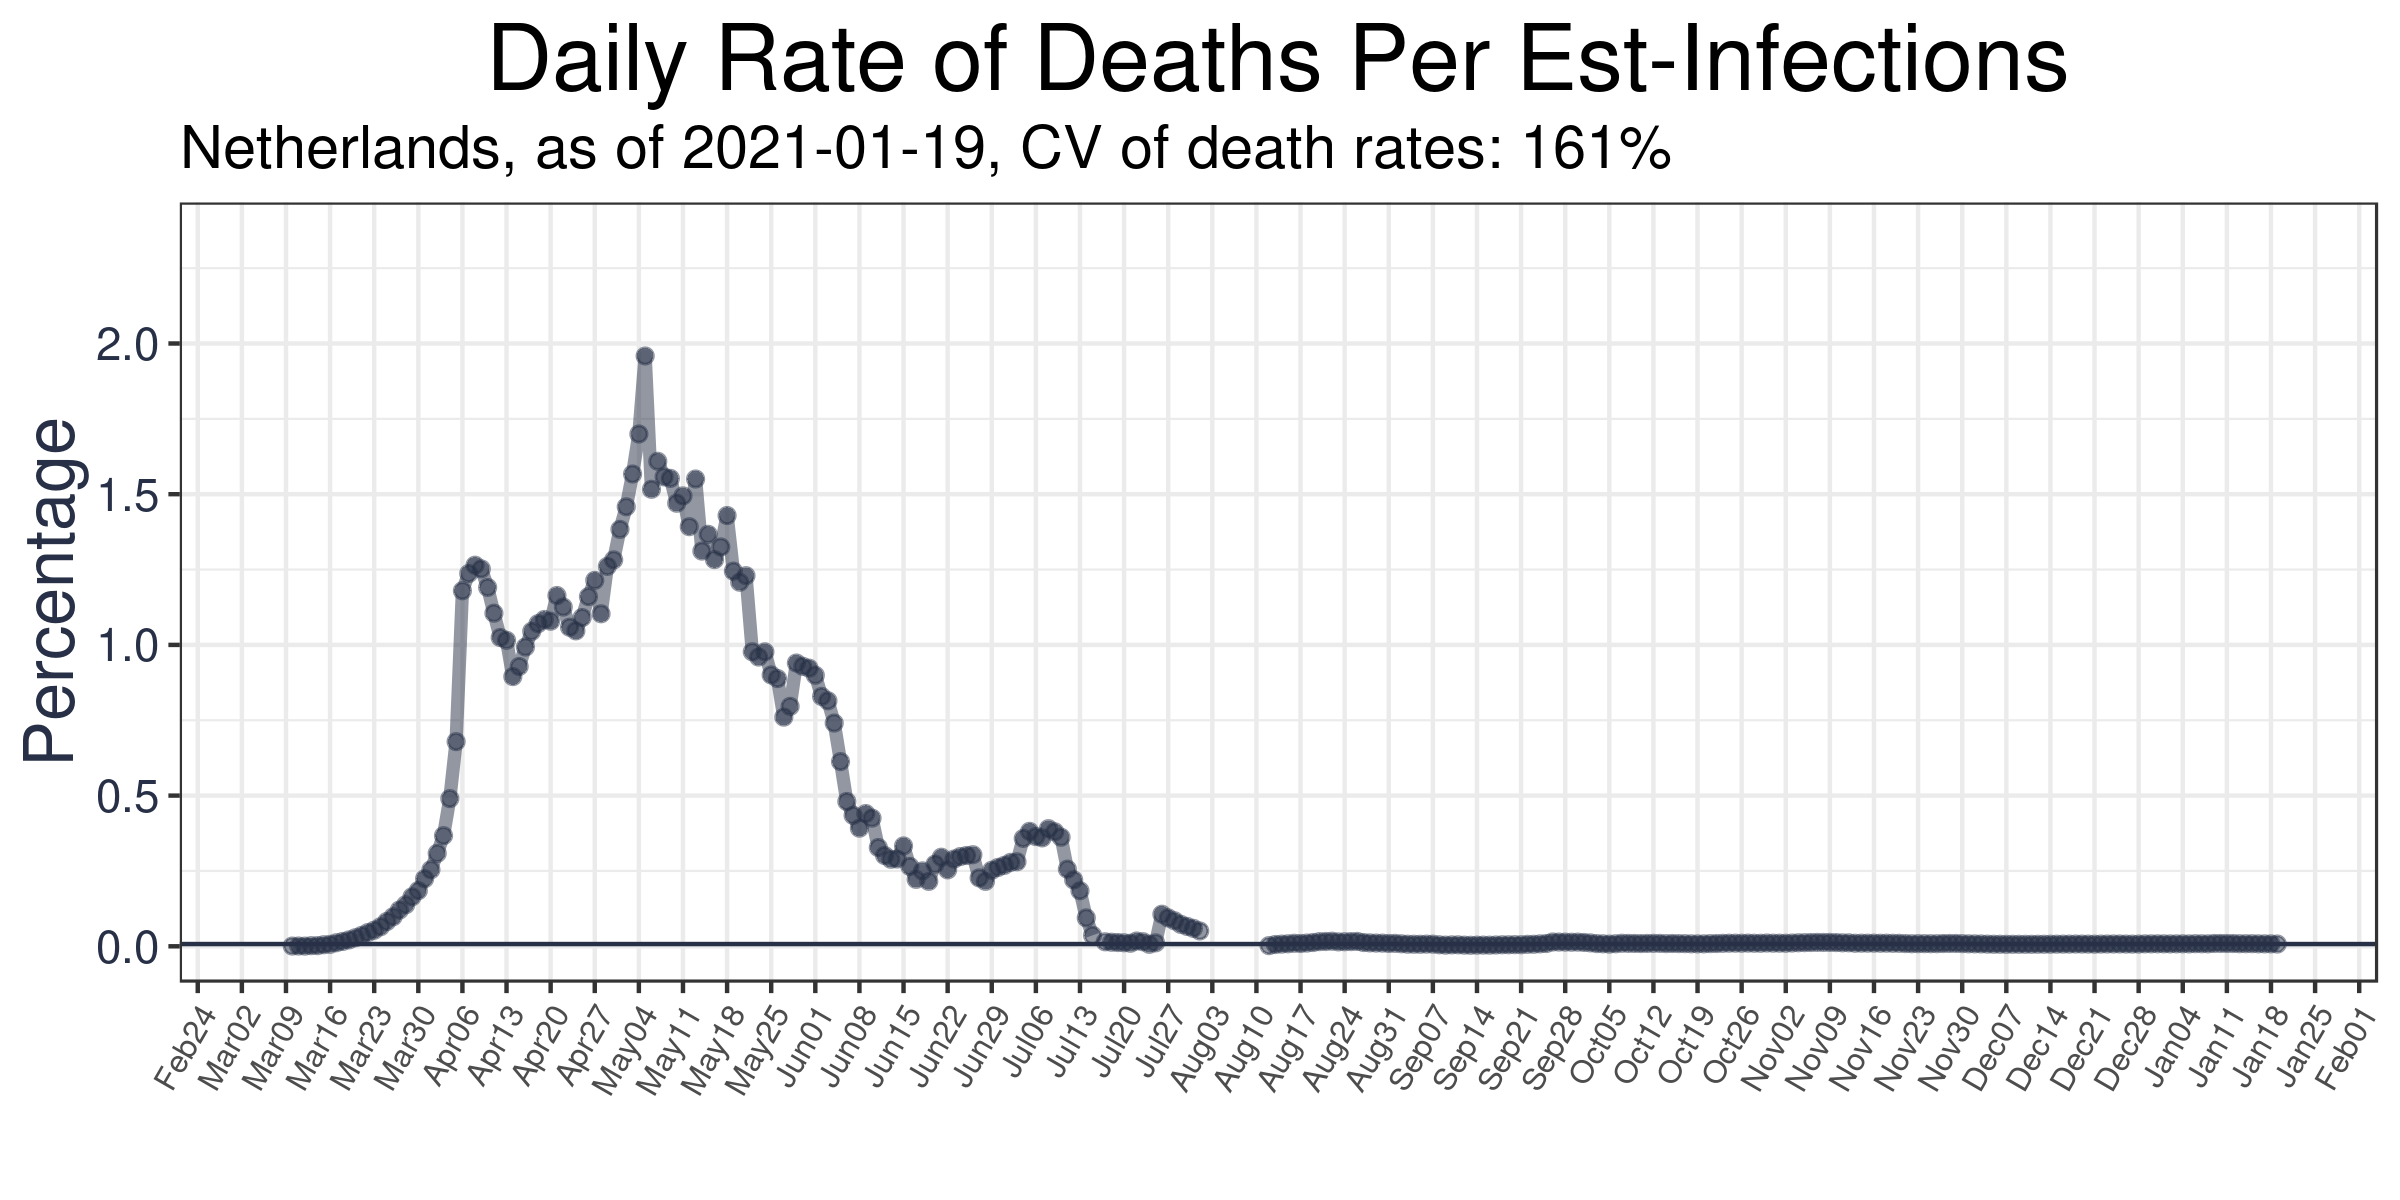 Daily Rate of Deaths Per Est-Infections
Netherlands, as of 2021-01-19, CV of death rates: 161%
Percentage
2.0
1.5
1.0
0.5
0.0
Feb24 Mar02 Mar09 Mar16 Mar23 Mar30 Apr06 Apr13 Apr20 Apr27 May04 May11 May18 May25 Jun01 Jun08 Jun15 Jun22 Jun29 Jul06 Jul13 Jul20 Jul27 Aug03 Aug10 Aug17 Aug24 Aug31 Sep07 Sep14 Sep21 Sep28 Oct05 Oct12 Oct19 Oct26 Nov02 Nov09 Nov16 Nov23 Nov30 Dec07 Dec14 Dec21 Dec28 Jan04 Jan11 Jan18 Jan25 Feb01